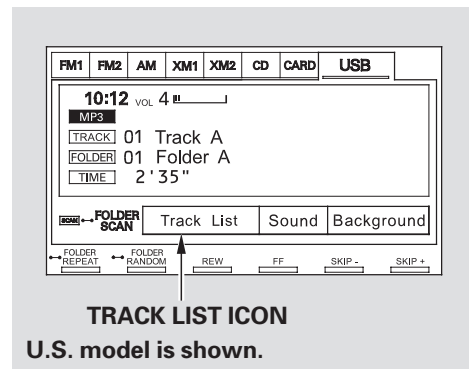 FM1 FM2 AM XM1 XM2 CD CARD USB
10:12 VOL 4
MP3
TRACK 01 Track A
FOLDER 01 Folder A
TIME 2'35"
SCAN FOLDER SCAN Track List Sound Background
FOLDER REPEAT FOLDER RANDOM REW FF SKIP - SKIP +
TRACK LIST ICON
U.S. model is shown.